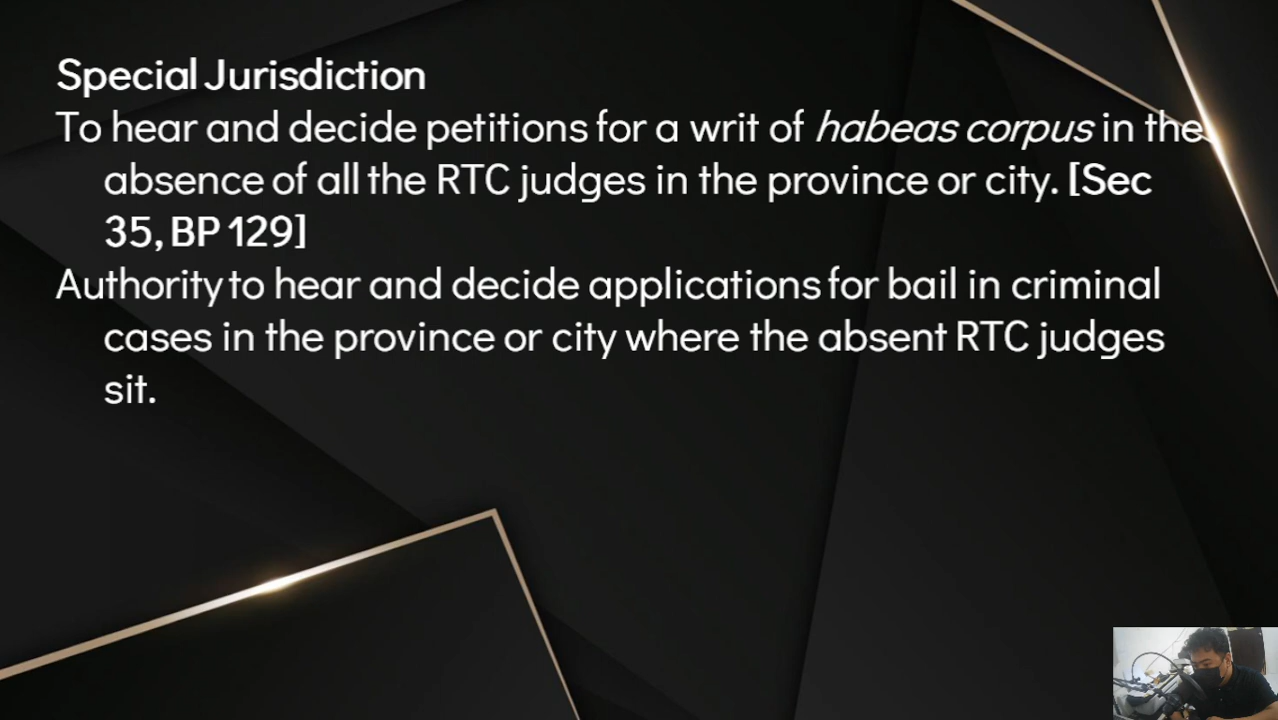 Special Jurisdiction
To hear and decide petitions for a writ of habeas corpus in the
absence of all the RTC judges in the province or city. [Sec
35, BP 129]
Authority to hear and decide applications for bail in criminal
cases in the province or city where the absent RTC judges
sit.